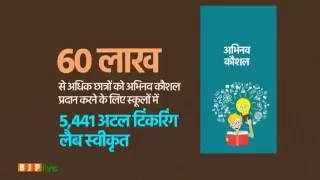 60 लाख
से अधिक छात्रों को अभिनव कौशल
प्रदान करने के लिए स्कूलों में
5,441 अटल टिंकरिंग
लैब स्वीकृत
अभिनव
कौशल
BJP live